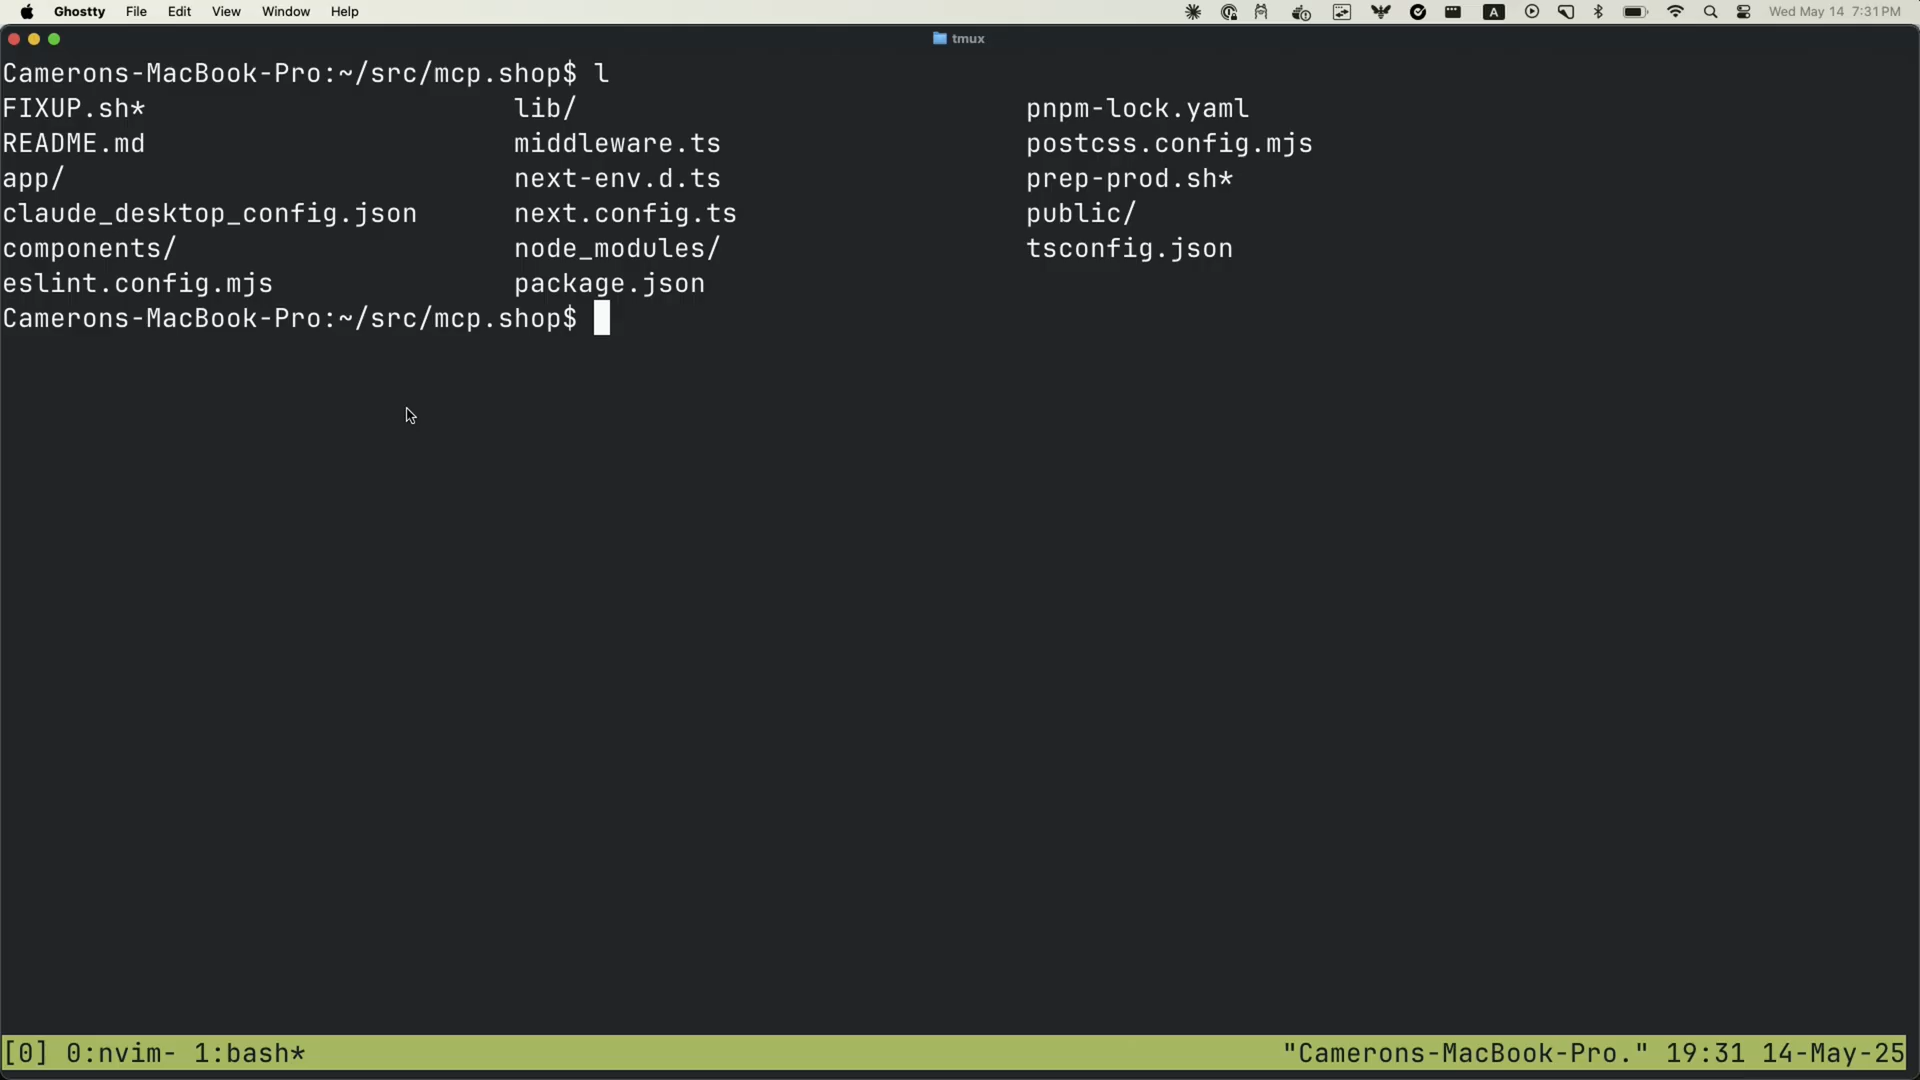 Ghostty File Edit View Window Help A Wed May 14 7:31 PM
tmux
Camerons-MacBook-Pro:~/src/mcp.shop$ l
FIXUP.sh* lib/ pnpm-lock.yaml
README.md middleware.ts postcss.config.mjs
app/ next-env.d.ts prep-prod.sh*
claude_desktop_config.json next.config.ts public/
components/ node_modules/ tsconfig.json
eslint.config.mjs package.json
Camerons-MacBook-Pro:~/src/mcp.shop$
[0] 0:nvim- 1:bash* "Camerons-MacBook-Pro." 19:31 14-May-25